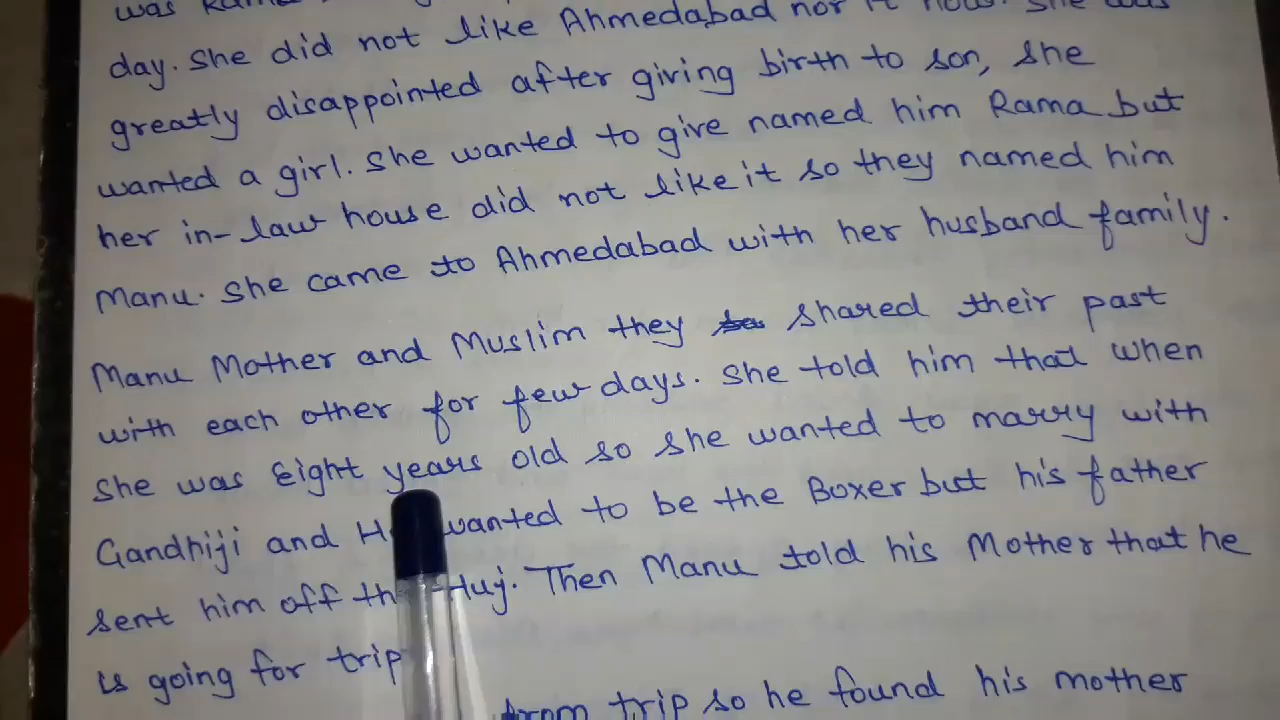 was
day. She did not like Ahmedabad nor it She was
greatly disappointed after giving birth to son, she
wanted a girl. She wanted to give named him Rama but
her in-law house did not like it so they named him
Manu. She came to Ahmedabad with her husband family.
Manu Mother and Muslim they shared their past
with each other for few days. She told him that when
she was Eight years old so she wanted to marry with
Gandhiji and wanted to be the Boxer but his father
sent him off Huj. Then Manu told his Mother that he
is going for trip
from trip so he found his mother